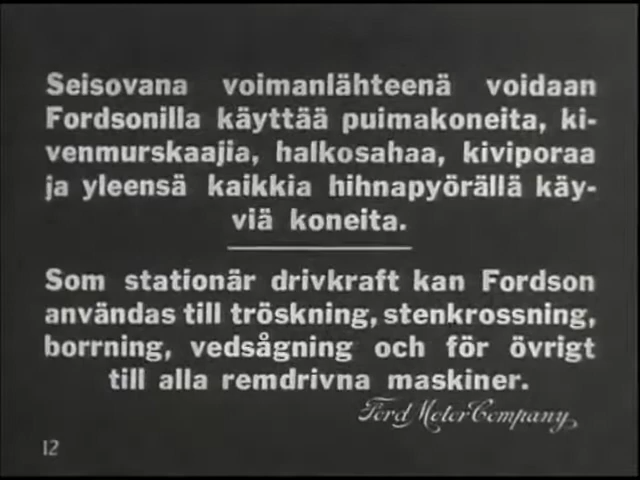 Seisovana voimanlähteenä voidaan
Fordsonilla käyttää puimakoneita, ki-
venmurskaajia, halkosahaa, kiviporaa
ja yleensä kaikkia hihnapyörällä käy-
viä koneita.
Som stationär drivkraft kan Fordson
användas till tröskning, stenkrossning,
borrning, vedsågning och för övrigt
till alla remdrivna maskiner.
Ford Motor Company,
12